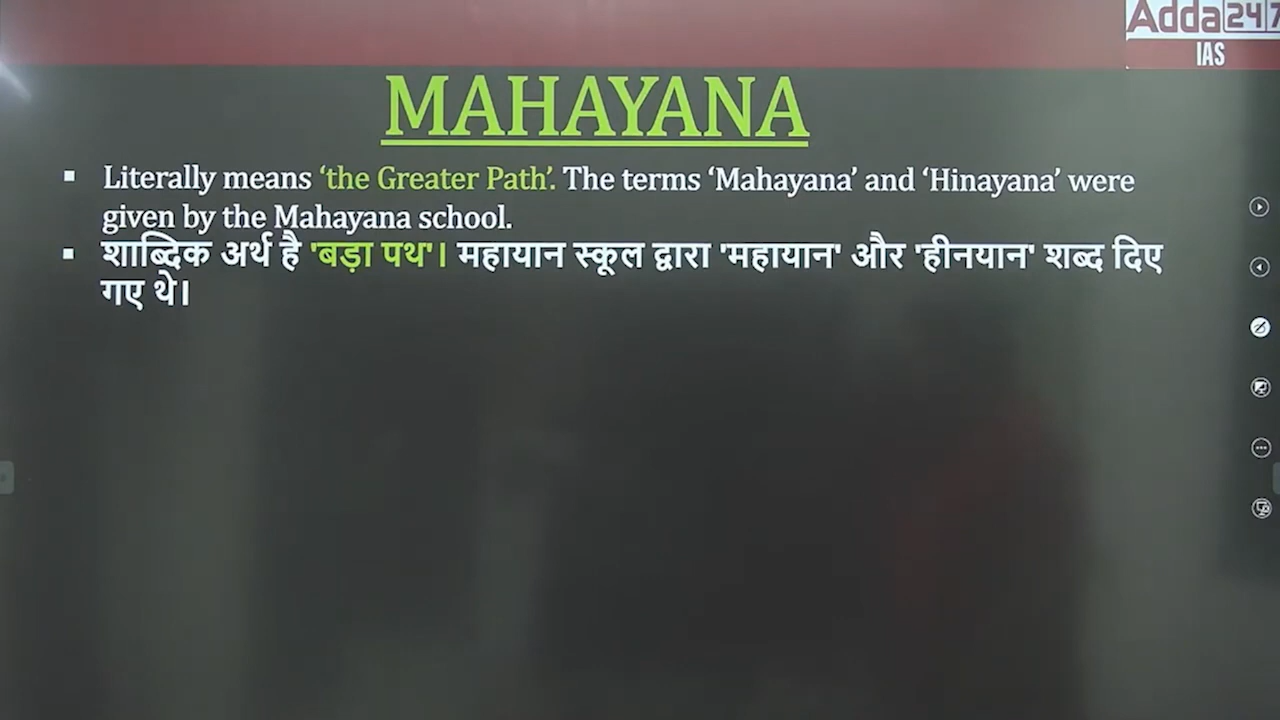 Adda247
IAS
MAHAYANA
▪ Literally means ‘the Greater Path’. The terms ‘Mahayana’ and ‘Hinayana’ were
given by the Mahayana school.
▪ शाब्दिक अर्थ है 'बड़ा पथ'। महायान स्कूल द्वारा 'महायान' और 'हीनयान' शब्द दिए
गए थे।